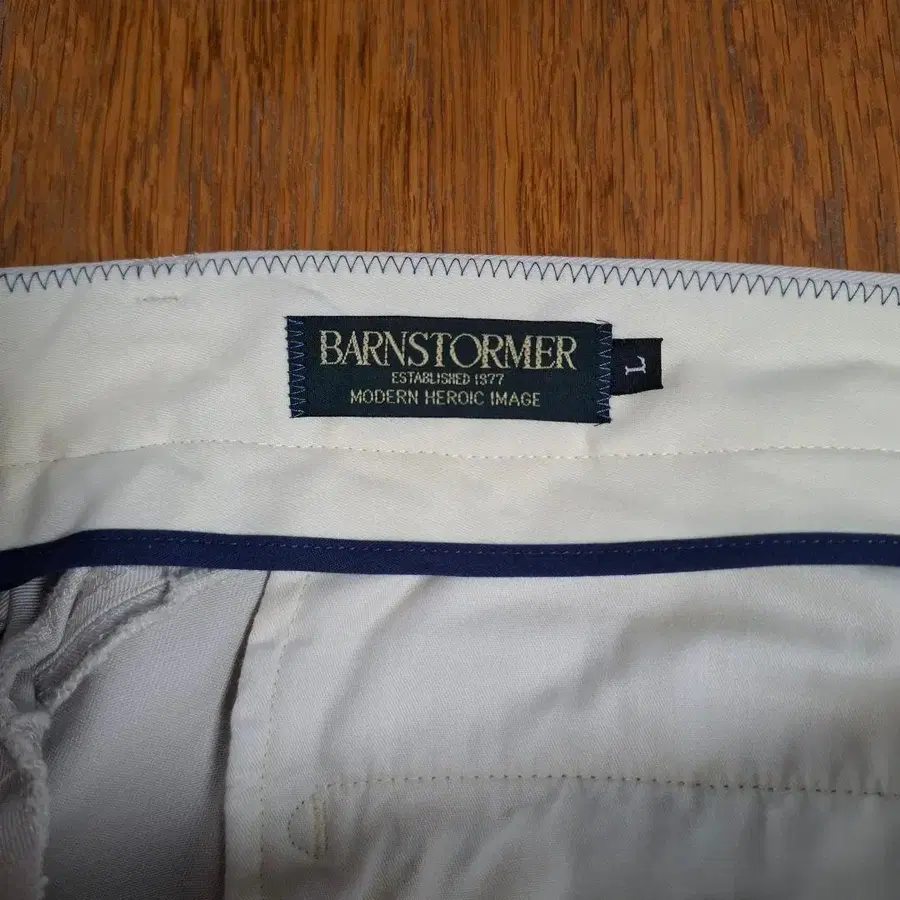 BARNSTORMER
ESTABLISHED 1977
MODERN HEROIC IMAGE
L